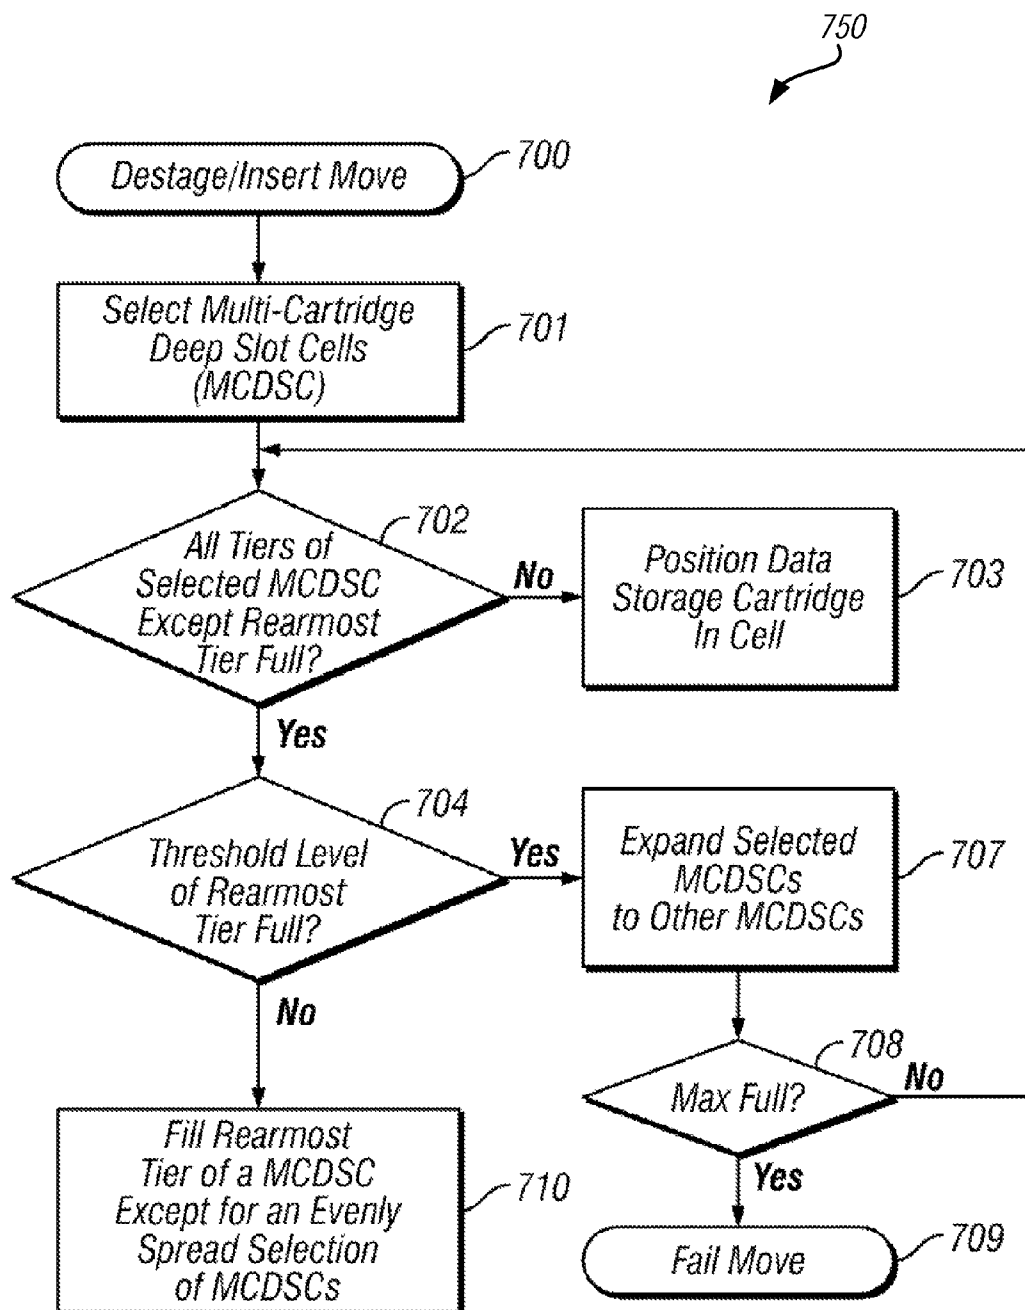 750
Destage/Insert Move
700
Select Multi-Cartridge
Deep Slot Cells
(MCDSC)
701
All Tiers of
Selected MCDSC
Except Rearmost
Tier Full?
702
No
Position Data
Storage Cartridge
In Cell
703
Yes
Threshold Level
of Rearmost
Tier Full?
704
Yes
Expand Selected
MCDSCs
to Other MCDSCs
707
No
Max Full?
708
No
Yes
Fill Rearmost
Tier of a MCDSC
Except for an Evenly
Spread Selection
of MCDSCs
710
Fail Move
709